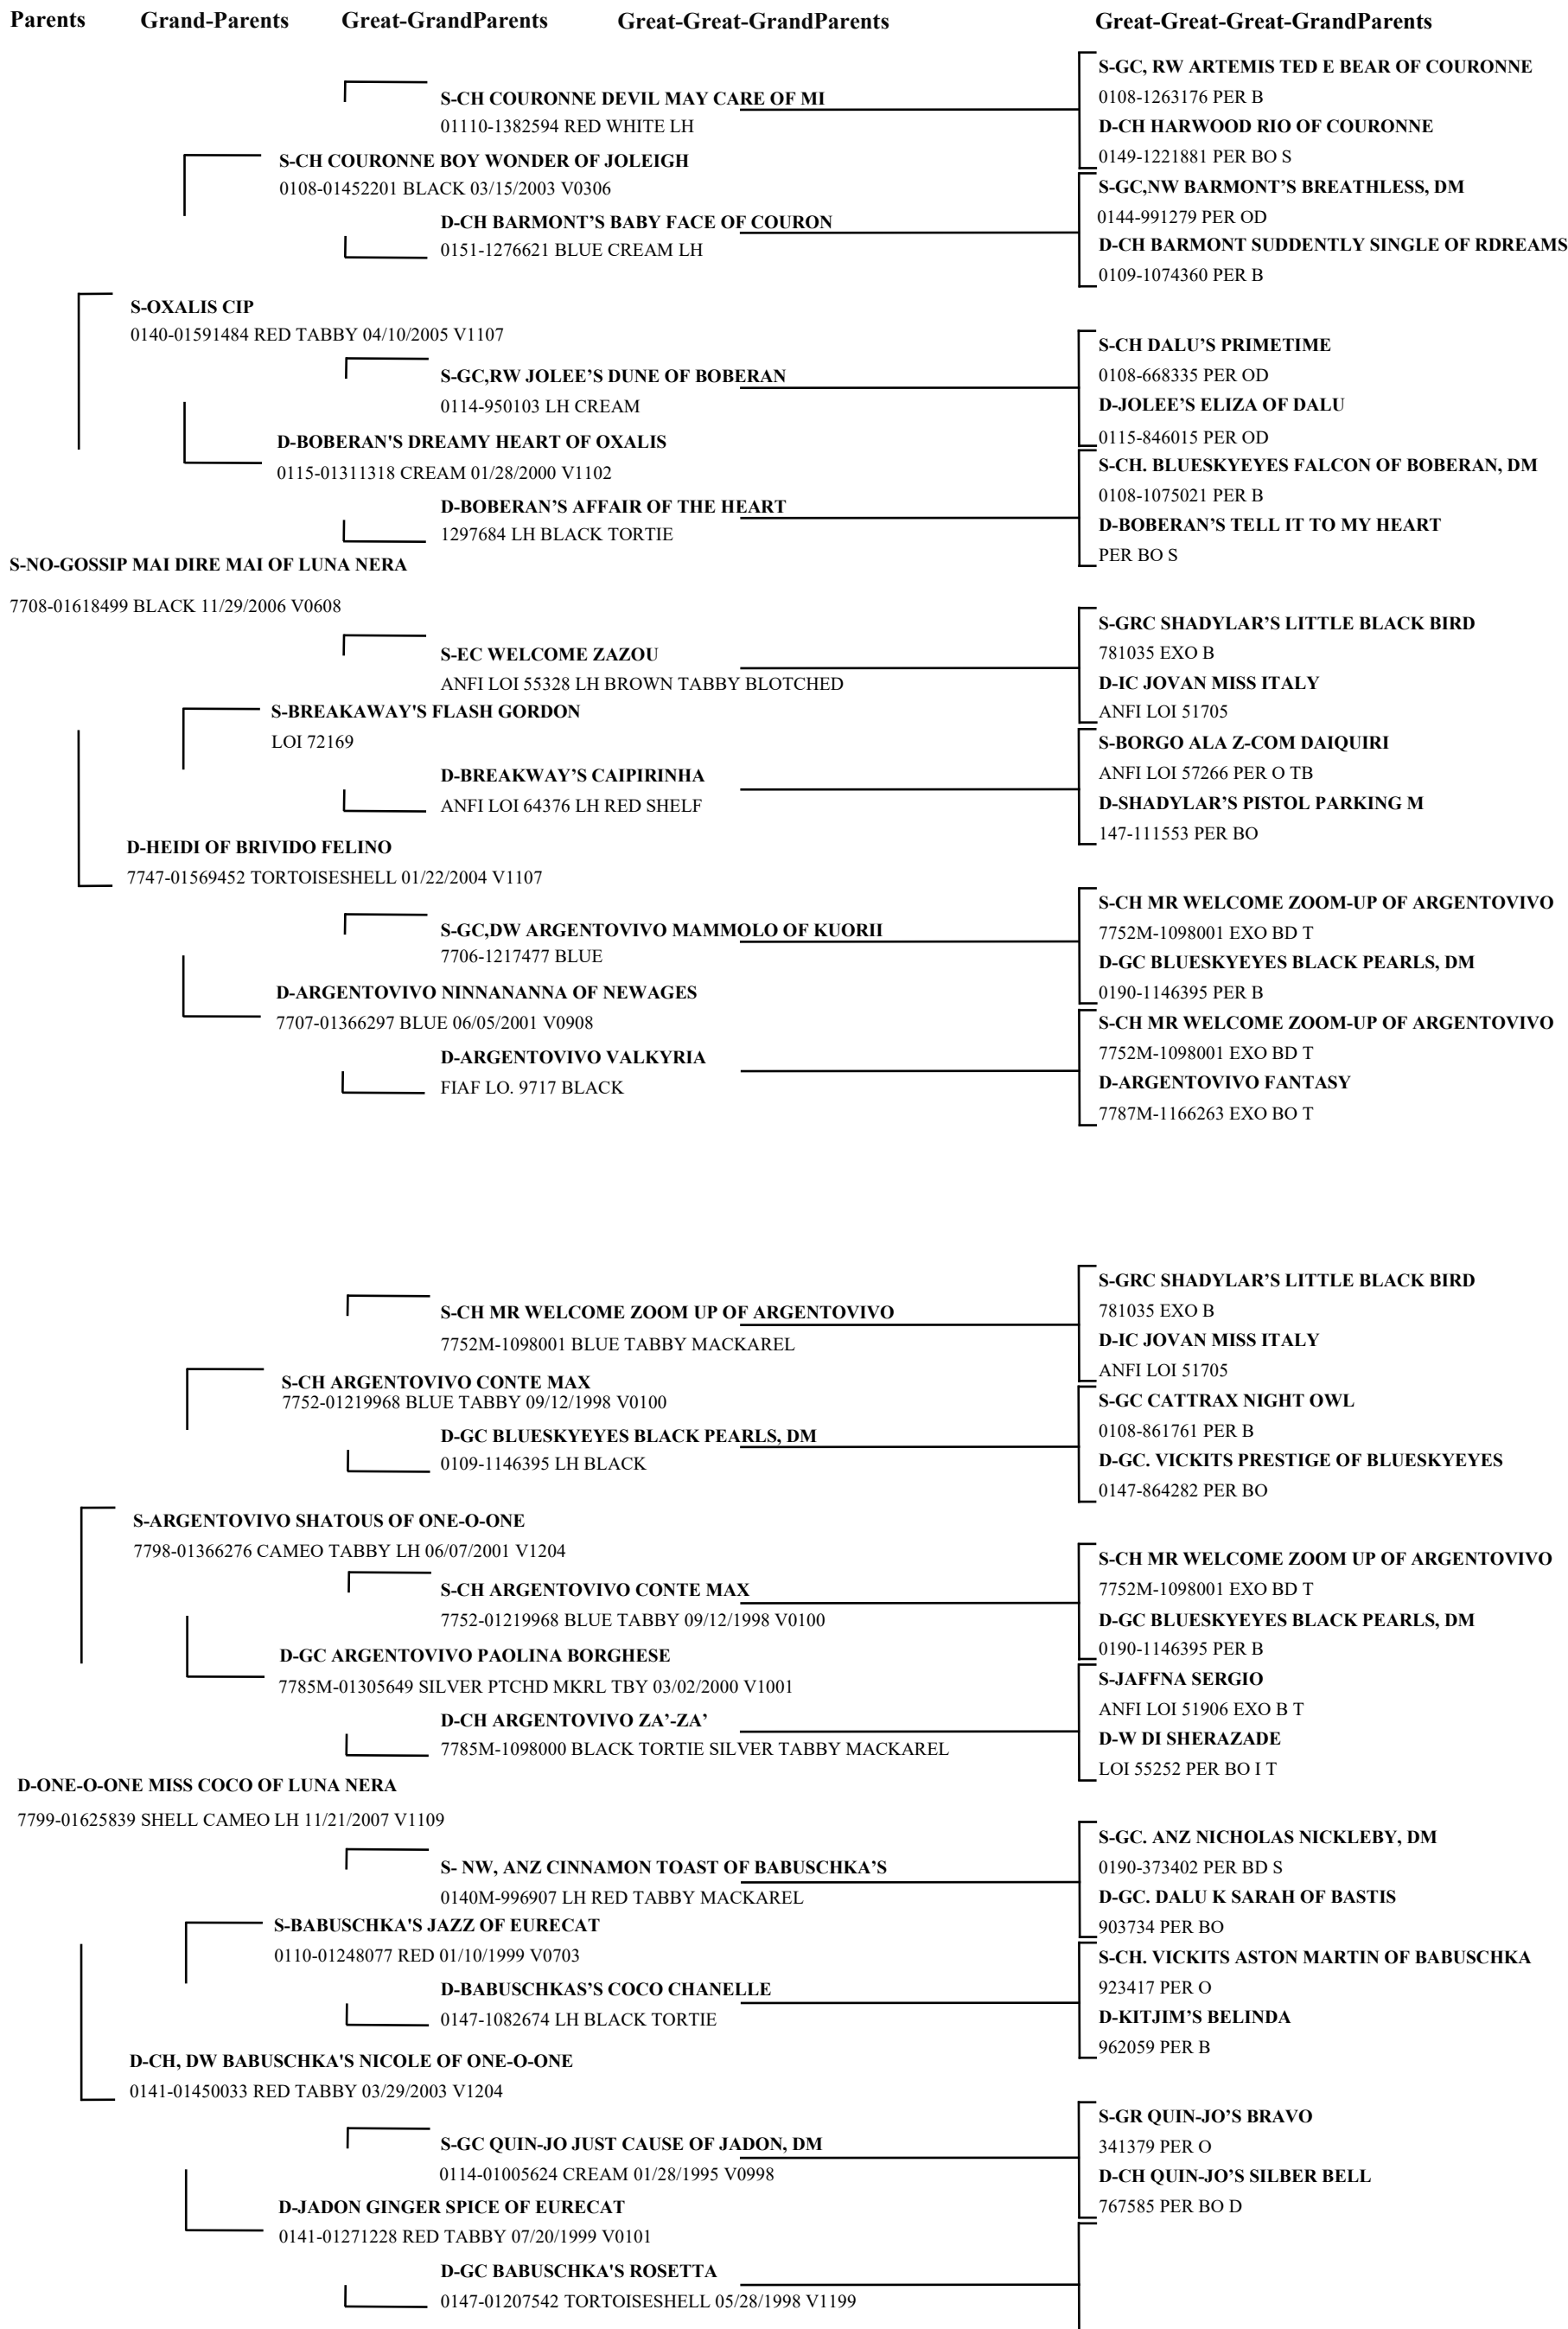 Parents Grand-Parents Great-GrandParents Great-Great-GrandParents Great-Great-Great-GrandParents
S-GC, RW ARTEMIS TED E BEAR OF COURONNE
S-CH COURONNE DEVIL MAY CARE OF MI
0108-1263176 PER B
01110-1382594 RED WHITE LH
D-CH HARWOOD RIO OF COURONNE
0149-1221881 PER BO S
S-CH COURONNE BOY WONDER OF JOLEIGH
0108-01452201 BLACK 03/15/2003 V0306
S-GC,NW BARMONT'S BREATHLESS, DM
0144-991279 PER OD
D-CH BARMONT'S BABY FACE OF COURON
0151-1276621 BLUE CREAM LH
D-CH BARMONT SUDDENTLY SINGLE OF RDREAMS
0109-1074360 PER B
S-OXALIS CIP
0140-01591484 RED TABBY 04/10/2005 V1107
S-CH DALU'S PRIMETIME
S-GC,RW JOLEE'S DUNE OF BOBERAN
0108-668335 PER OD
0114-950103 LH CREAM
D-JOLEE'S ELIZA OF DALU
0115-846015 PER OD
D-BOBERAN'S DREAMY HEART OF OXALIS
0115-01311318 CREAM 01/28/2000 V1102
S-CH. BLUESKYEYES FALCON OF BOBERAN, DM
0108-1075021 PER B
D-BOBERAN'S AFFAIR OF THE HEART
1297684 LH BLACK TORTIE
D-BOBERAN'S TELL IT TO MY HEART
PER BO S
S-NO-GOSSIP MAI DIRE MAI OF LUNA NERA
7708-01618499 BLACK 11/29/2006 V0608
S-GRC SHADYLAR'S LITTLE BLACK BIRD
S-EC WELCOME ZAZOU
781035 EXO B
ANFI LOI 55328 LH BROWN TABBY BLOTCHED
D-IC JOVAN MISS ITALY
ANFI LOI 51705
S-BREAKAWAY'S FLASH GORDON
LOI 72169
S-BORGO ALA Z-COM DAIQUIRI
ANFI LOI 57266 PER O TB
D-BREAKWAY'S CAIPIRINHA
ANFI LOI 64376 LH RED SHELF
D-SHADYLAR'S PISTOL PARKING M
147-111553 PER BO
D-HEIDI OF BRIVIDO FELINO
7747-01569452 TORTOISESHELL 01/22/2004 V1107
S-CH MR WELCOME ZOOM-UP OF ARGENTOVIVO
S-GC,DW ARGENTOVIVO MAMMOLO OF KUORII
7752M-1098001 EXO BD T
7706-1217477 BLUE
D-GC BLUESKYEYES BLACK PEARLS, DM
0190-1146395 PER B
D-ARGENTOVIVO NINNANANNA OF NEWAGES
7707-01366297 BLUE 06/05/2001 V0908
S-CH MR WELCOME ZOOM-UP OF ARGENTOVIVO
7752M-1098001 EXO BD T
D-ARGENTOVIVO VALKYRIA
FIAF LO. 9717 BLACK
D-ARGENTOVIVO FANTASY
7787M-1166263 EXO BO T
S-GRC SHADYLAR'S LITTLE BLACK BIRD
S-CH MR WELCOME ZOOM UP OF ARGENTOVIVO
781035 EXO B
7752M-1098001 BLUE TABBY MACKAREL
D-IC JOVAN MISS ITALY
ANFI LOI 51705
S-CH ARGENTOVIVO CONTE MAX
7752-01219968 BLUE TABBY 09/12/1998 V0100
S-GC CATTRAX NIGHT OWL
0108-861761 PER B
D-GC BLUESKYEYES BLACK PEARLS, DM
0109-1146395 LH BLACK
D-GC. VICKITS PRESTIGE OF BLUESKYEYES
0147-864282 PER BO
S-ARGENTOVIVO SHATOUS OF ONE-O-ONE
7798-01366276 CAMEO TABBY LH 06/07/2001 V1204
S-CH MR WELCOME ZOOM UP OF ARGENTOVIVO
S-CH ARGENTOVIVO CONTE MAX
7752M-1098001 EXO BD T
7752-01219968 BLUE TABBY 09/12/1998 V0100
D-GC BLUESKYEYES BLACK PEARLS, DM
0190-1146395 PER B
D-GC ARGENTOVIVO PAOLINA BORGHESE
7785M-01305649 SILVER PTCHD MKRL TBY 03/02/2000 V1001
S-JAFFNA SERGIO
ANFI LOI 51906 EXO B T
D-CH ARGENTOVIVO ZA'-ZA'
7785M-1098000 BLACK TORTIE SILVER TABBY MACKAREL
D-W DI SHERAZADE
LOI 55252 PER BO I T
D-ONE-O-ONE MISS COCO OF LUNA NERA
7799-01625839 SHELL CAMEO LH 11/21/2007 V1109
S-GC. ANZ NICHOLAS NICKLEBY, DM
S- NW, ANZ CINNAMON TOAST OF BABUSCHKA'S
0190-373402 PER BD S
0140M-996907 LH RED TABBY MACKAREL
D-GC. DALU K SARAH OF BASTIS
903734 PER BO
S-BABUSCHKA'S JAZZ OF EURECAT
0110-01248077 RED 01/10/1999 V0703
S-CH. VICKITS ASTON MARTIN OF BABUSCHKA
923417 PER O
D-BABUSCHKAS'S COCO CHANELLE
0147-1082674 LH BLACK TORTIE
D-KITJIM'S BELINDA
962059 PER B
D-CH, DW BABUSCHKA'S NICOLE OF ONE-O-ONE
0141-01450033 RED TABBY 03/29/2003 V1204
S-GR QUIN-JO'S BRAVO
S-GC QUIN-JO JUST CAUSE OF JADON, DM
341379 PER O
0114-01005624 CREAM 01/28/1995 V0998
D-CH QUIN-JO'S SILBER BELL
767585 PER BO D
D-JADON GINGER SPICE OF EURECAT
0141-01271228 RED TABBY 07/20/1999 V0101
D-GC BABUSCHKA'S ROSETTA
0147-01207542 TORTOISESHELL 05/28/1998 V1199